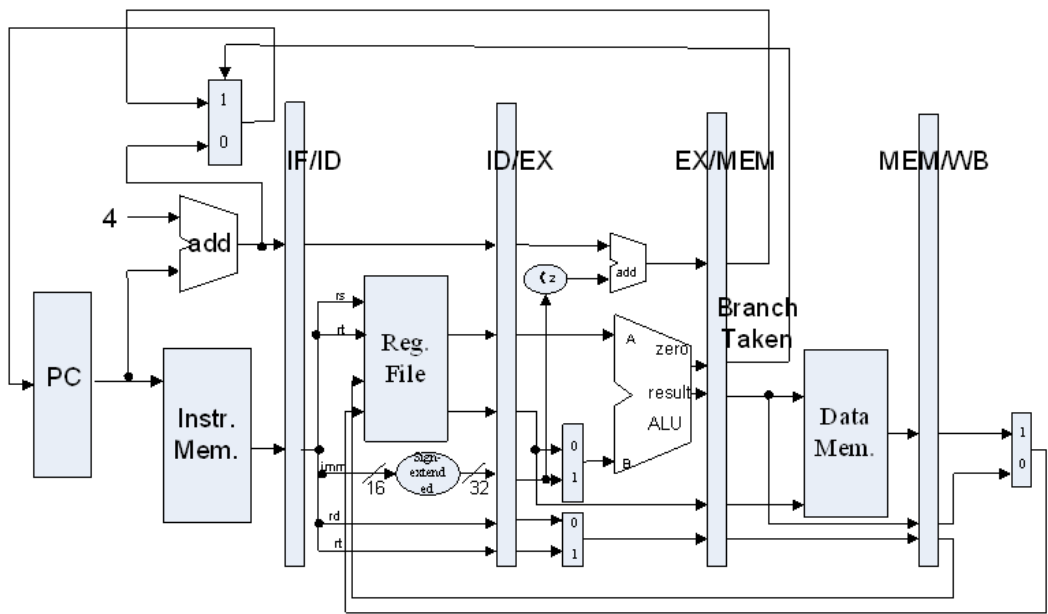 1
0
IF/ID
ID/EX
EX/MEM
MEM/WB
4
add
add
2
PC
Instr.
Mem.
rs
rt
Reg.
File
imm
16
Sign-
extend
ed
32
rd
rt
A
zero
result
ALU
B
0
1
0
1
Branch
Taken
Data
Mem.
1
0